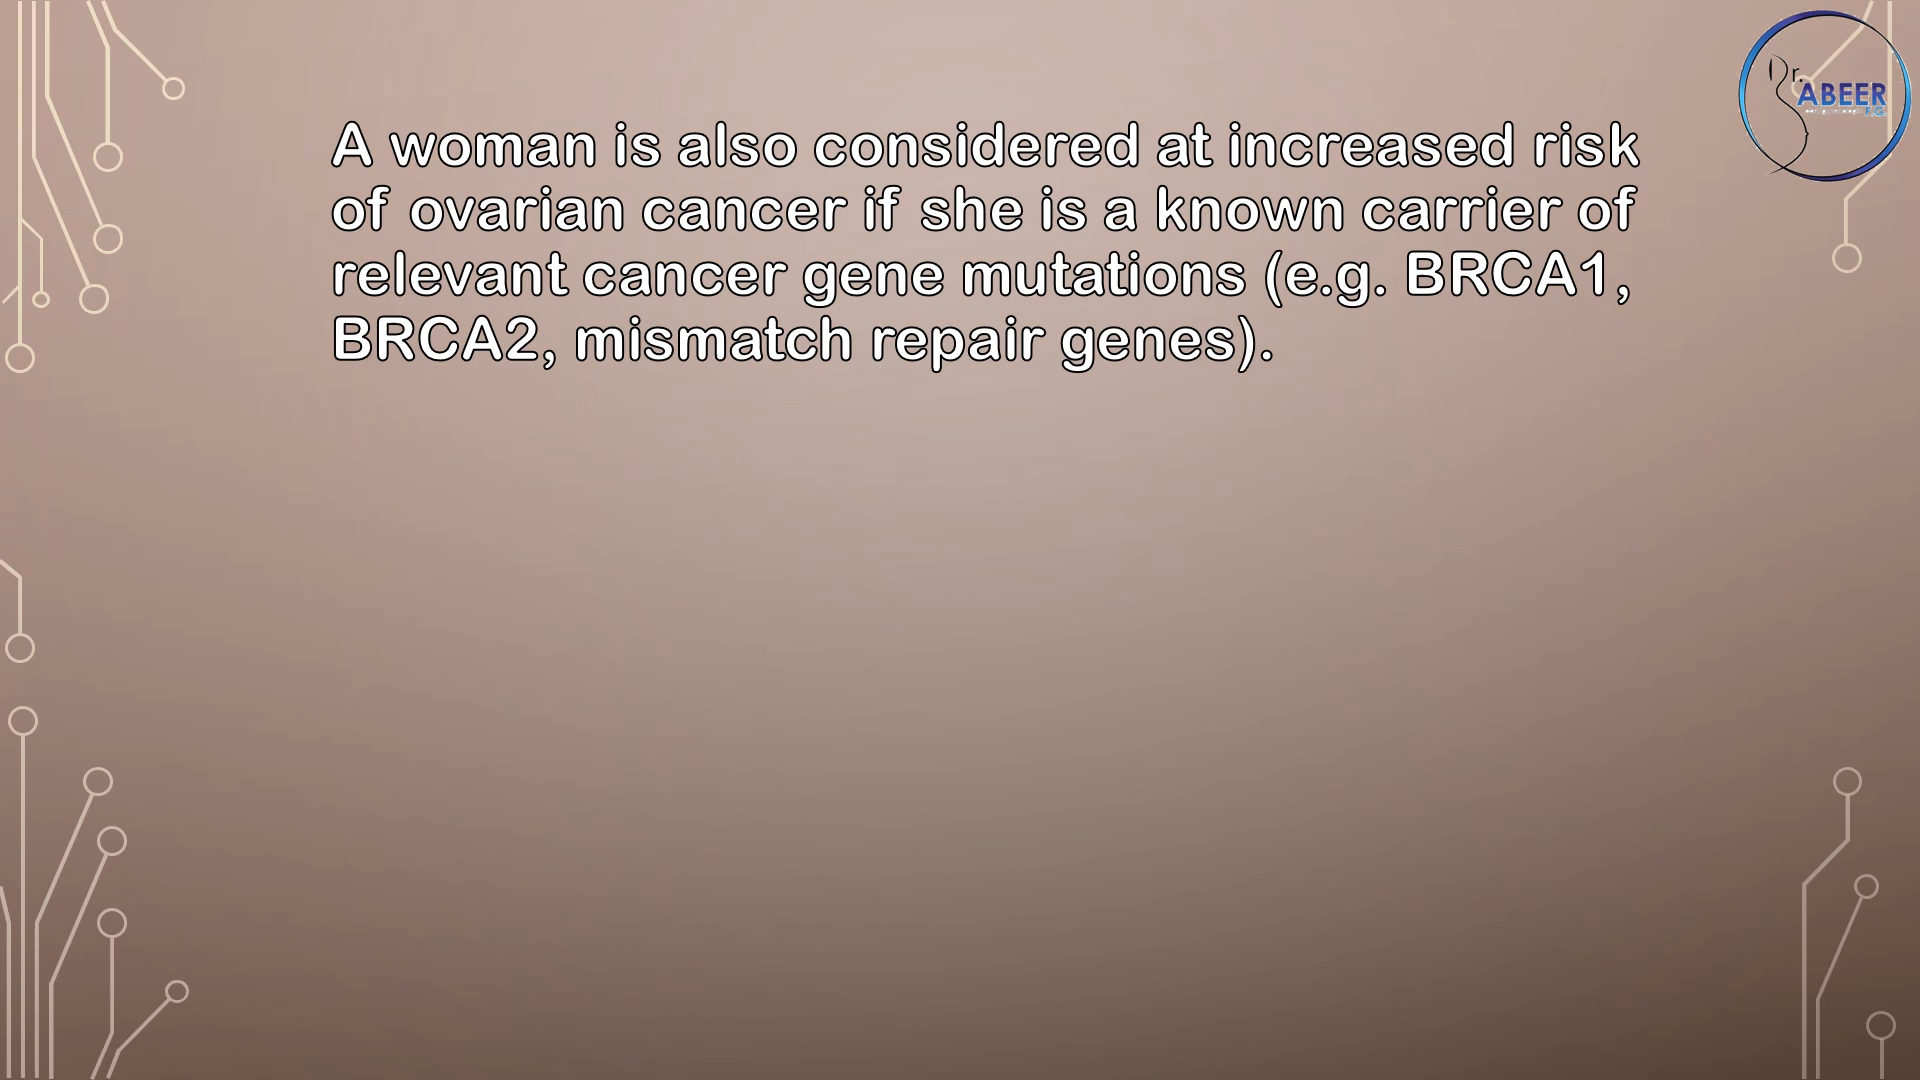 A woman is also considered at increased risk
of ovarian cancer if she is a known carrier of
relevant cancer gene mutations (e.g. BRCA1,
BRCA2, mismatch repair genes).
Dr.
ABEER
F.G.